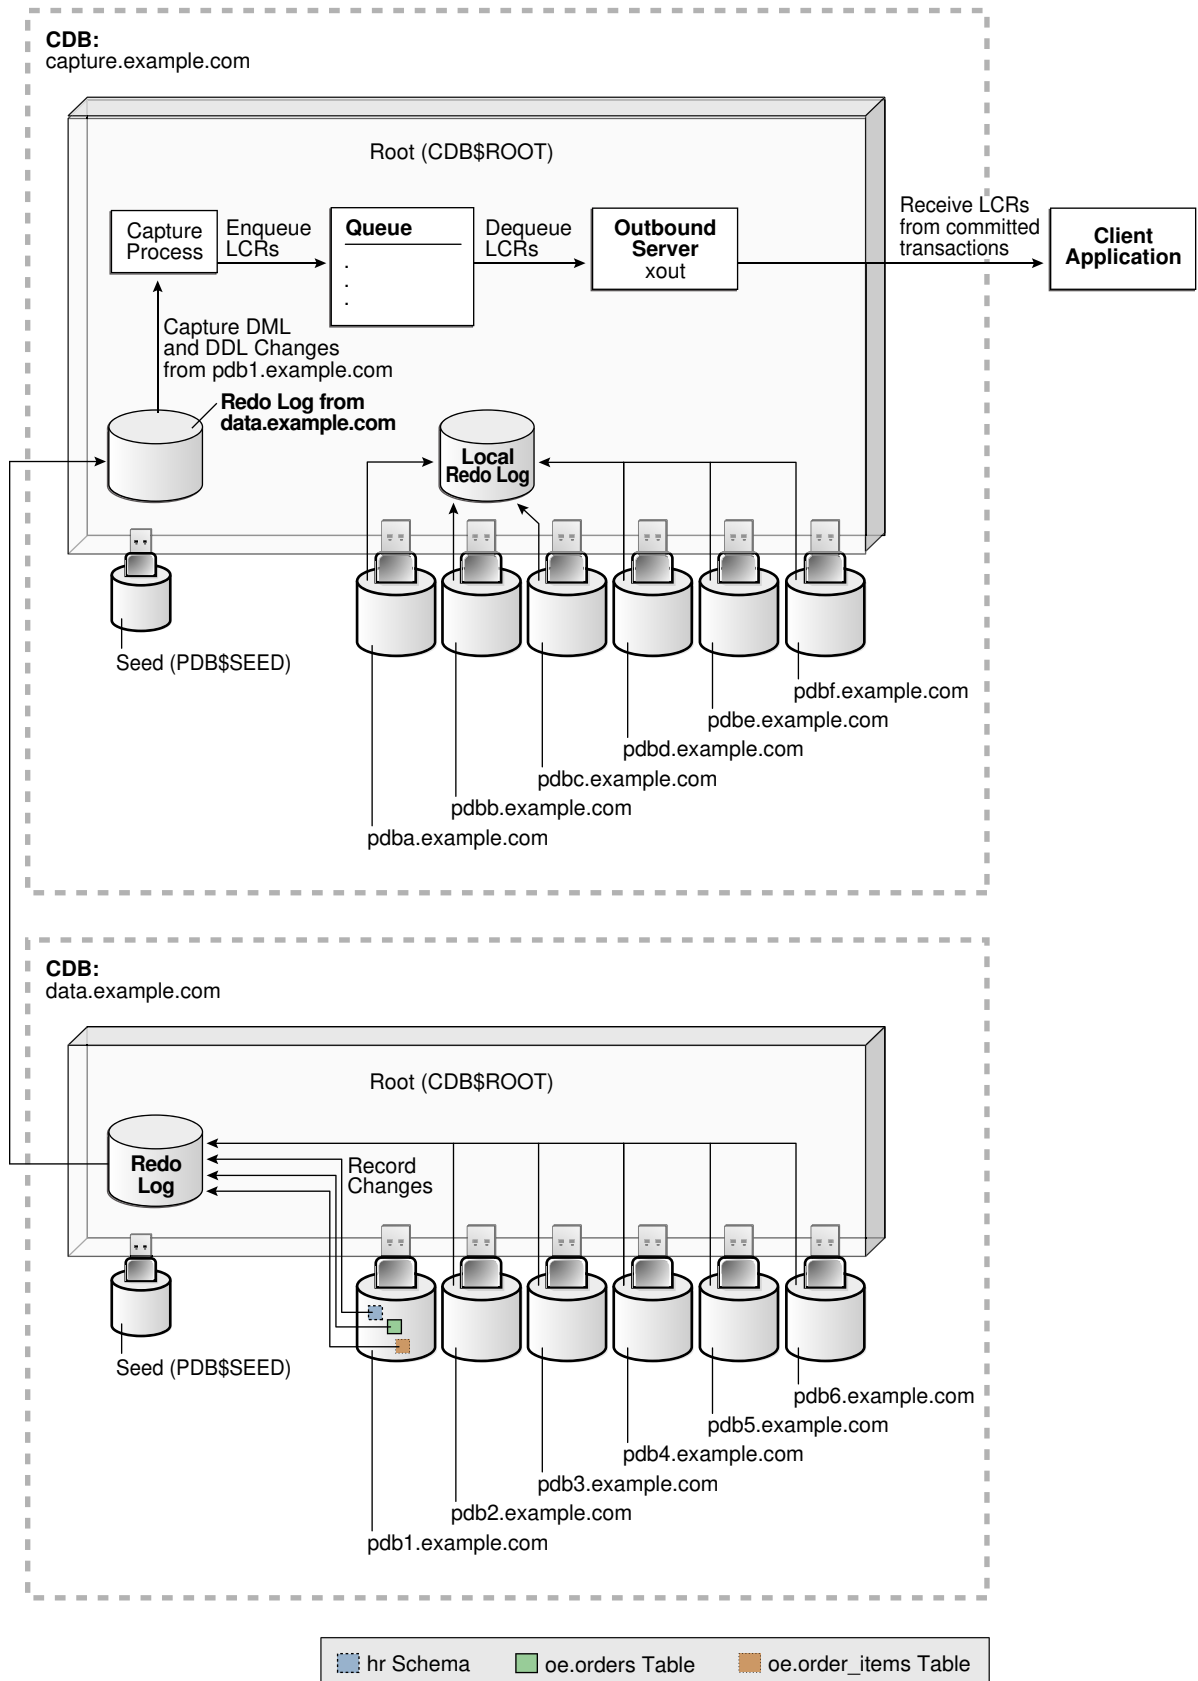 CDB:
capture.example.com
Root (CDB$ROOT)
Capture
Process
Enqueue
LCRs
Queue
.
.
.
Dequeue
LCRs
Outbound
Server
xout
Receive LCRs
from committed
transactions
Client
Application
Capture DML
and DDL Changes
from pdb1.example.com
Redo Log from
data.example.com
Local
Redo Log
Seed (PDB$SEED)
pdbf.example.com
pdbe.example.com
pdbd.example.com
pdbc.example.com
pdbb.example.com
pdba.example.com
CDB:
data.example.com
Root (CDB$ROOT)
Redo
Log
Record
Changes
Seed (PDB$SEED)
pdb6.example.com
pdb5.example.com
pdb4.example.com
pdb3.example.com
pdb2.example.com
pdb1.example.com
hr Schema
oe.orders Table
oe.order_items Table